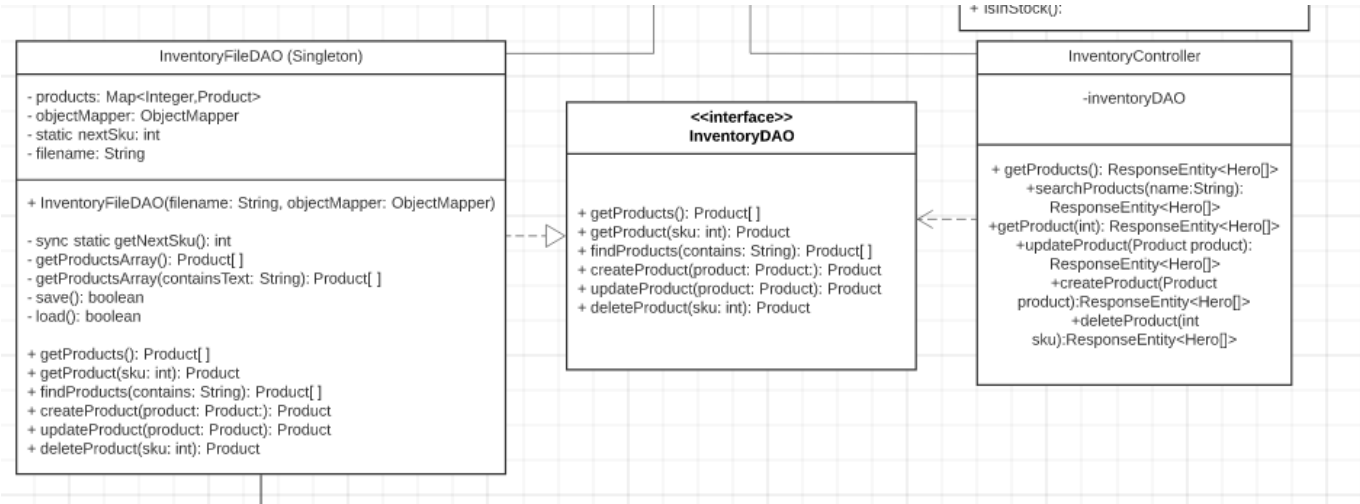 + isInStock():
InventoryFileDAO (Singleton)
- products: Map<Integer,Product>
- objectMapper: ObjectMapper
- static nextSku: int
- filename: String
+ InventoryFileDAO(filename: String, objectMapper: ObjectMapper)
- sync static getNextSku(): int
- getProductsArray(): Product[ ]
- getProductsArray(containsText: String): Product[ ]
- save(): boolean
- load(): boolean
+ getProducts(): Product[ ]
+ getProduct(sku: int): Product
+ findProducts(contains: String): Product[ ]
+ createProduct(product: Product:): Product
+ updateProduct(product: Product): Product
+ deleteProduct(sku: int): Product
<<interface>>
InventoryDAO
+ getProducts(): Product[ ]
+ getProduct(sku: int): Product
+ findProducts(contains: String): Product[ ]
+ createProduct(product: Product:): Product
+ updateProduct(product: Product): Product
+ deleteProduct(sku: int): Product
InventoryController
-inventoryDAO
+ getProducts(): ResponseEntity<Hero[]>
+searchProducts(name:String):
ResponseEntity<Hero[]>
+getProduct(int): ResponseEntity<Hero[]>
+updateProduct(Product product):
ResponseEntity<Hero[]>
+createProduct(Product
product):ResponseEntity<Hero[]>
+deleteProduct(int
sku):ResponseEntity<Hero[]>